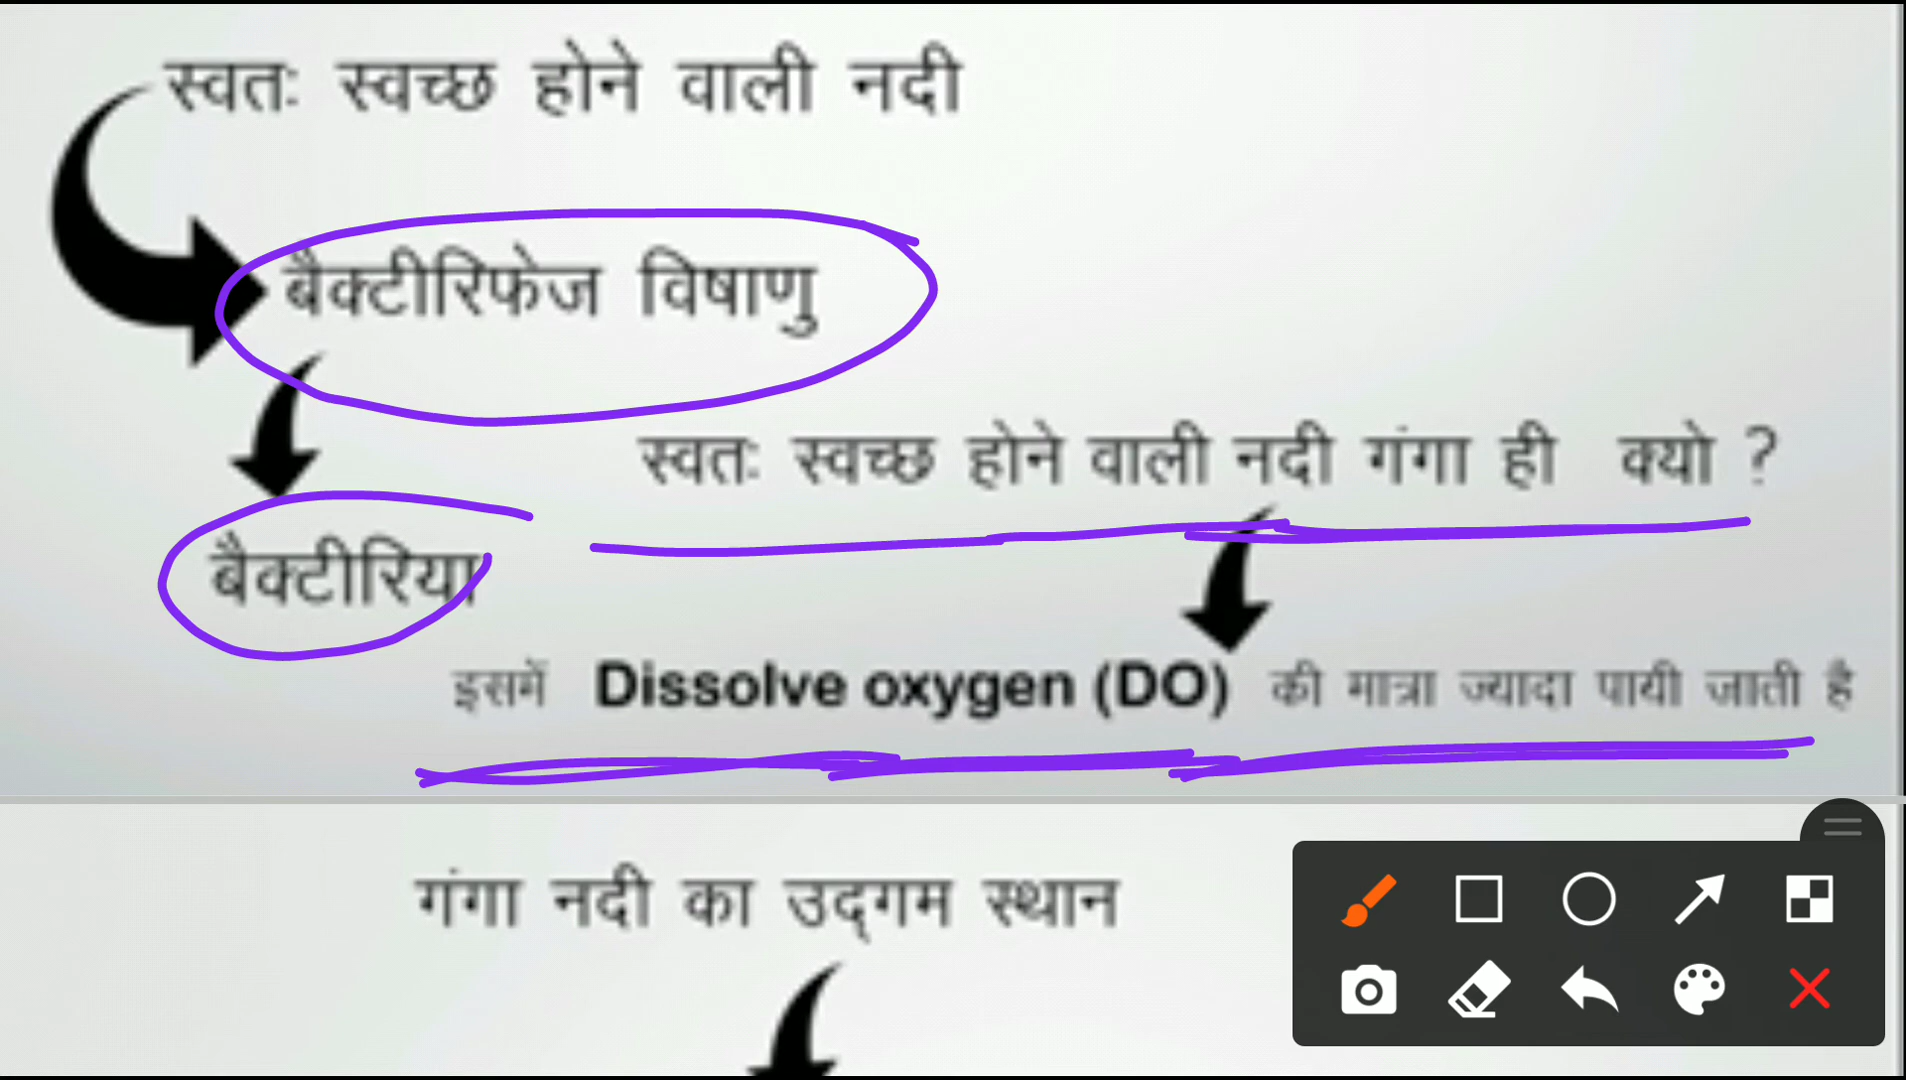 स्वतः स्वच्छ होने वाली नदी
बैक्टीरिफेज विषाणु
स्वतः स्वच्छ होने वाली नदी गंगा ही क्यो ?
बैक्टीरिया
इसमें Dissolve oxygen (DO) की मात्रा ज्यादा पायी जाती है
गंगा नदी का उद्गम स्थान